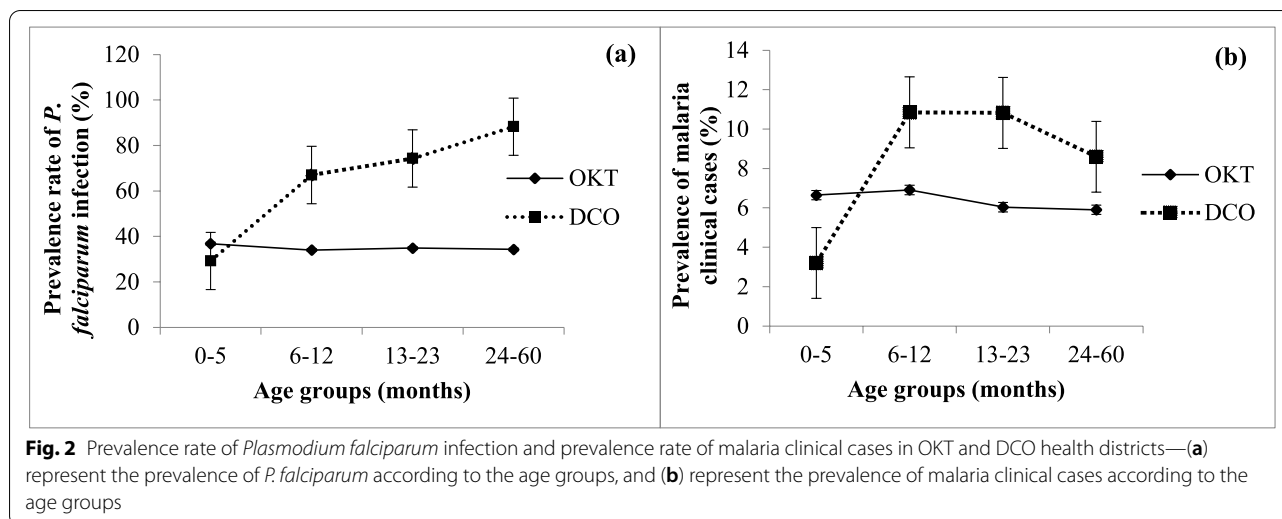 (a)
Prevalence rate of P.
falciparum infection (%)
120
100
80
60
40
20
0
0-5 6-12 13-23 24-60
Age groups (months)
OKT
DCO
(b)
Prevalence of malaria
clinical cases (%)
14
12
10
8
6
4
2
0
0-5 6-12 13-23 24-60
Age groups (months)
OKT
DCO
Fig. 2 Prevalence rate of Plasmodium falciparum infection and prevalence rate of malaria clinical cases in OKT and DCO health districts—(a)
represent the prevalence of P. falciparum according to the age groups, and (b) represent the prevalence of malaria clinical cases according to the
age groups